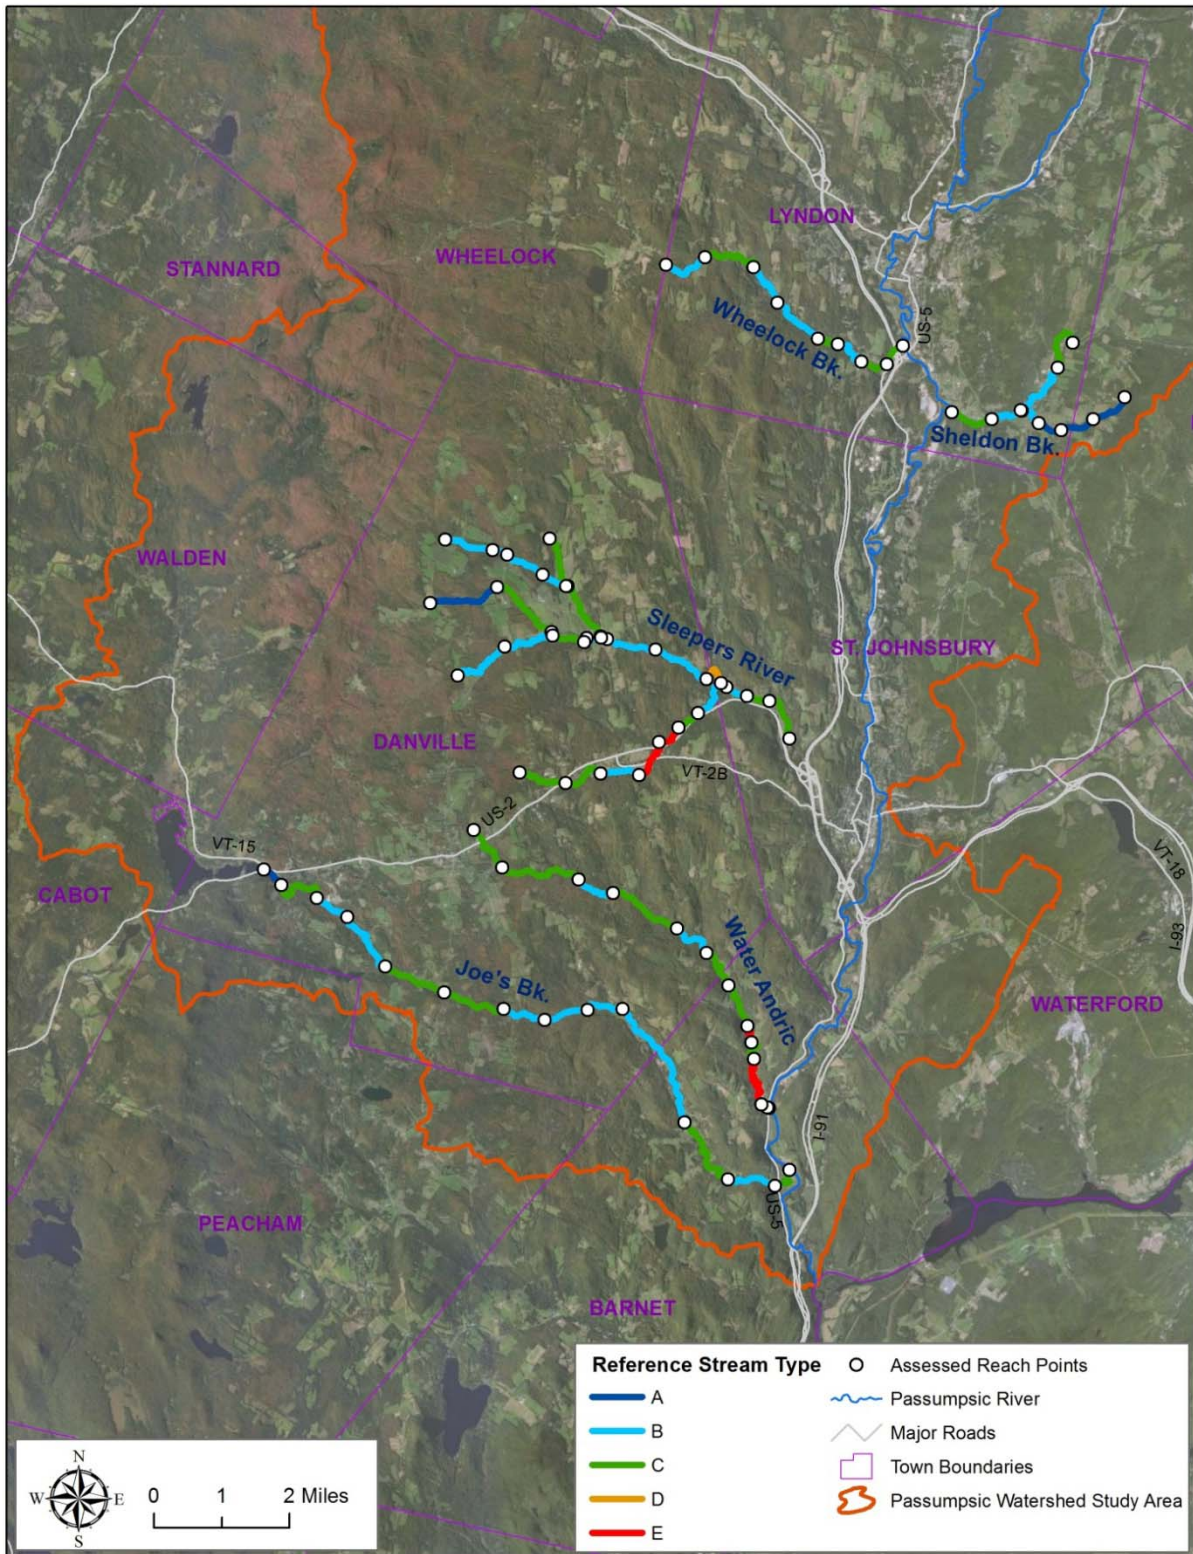 LYNDON
WHEELOCK
STANNARD
Wheelock Bk.
US-5
Sheldon Bk.
WALDEN
Sleepers River
ST. JOHNSBURY
DANVILLE
VT-2B
US-2
VT-15
VT-18
CABOT
Water Andric
I-93
Joe's Bk.
WATERFORD
I-91
US-5
PEACHAM
BARNET
Reference Stream Type
A
B
C
D
E
Assessed Reach Points
Passumpsic River
Major Roads
Town Boundaries
Passumpsic Watershed Study Area
N
W E
S
0 1 2 Miles